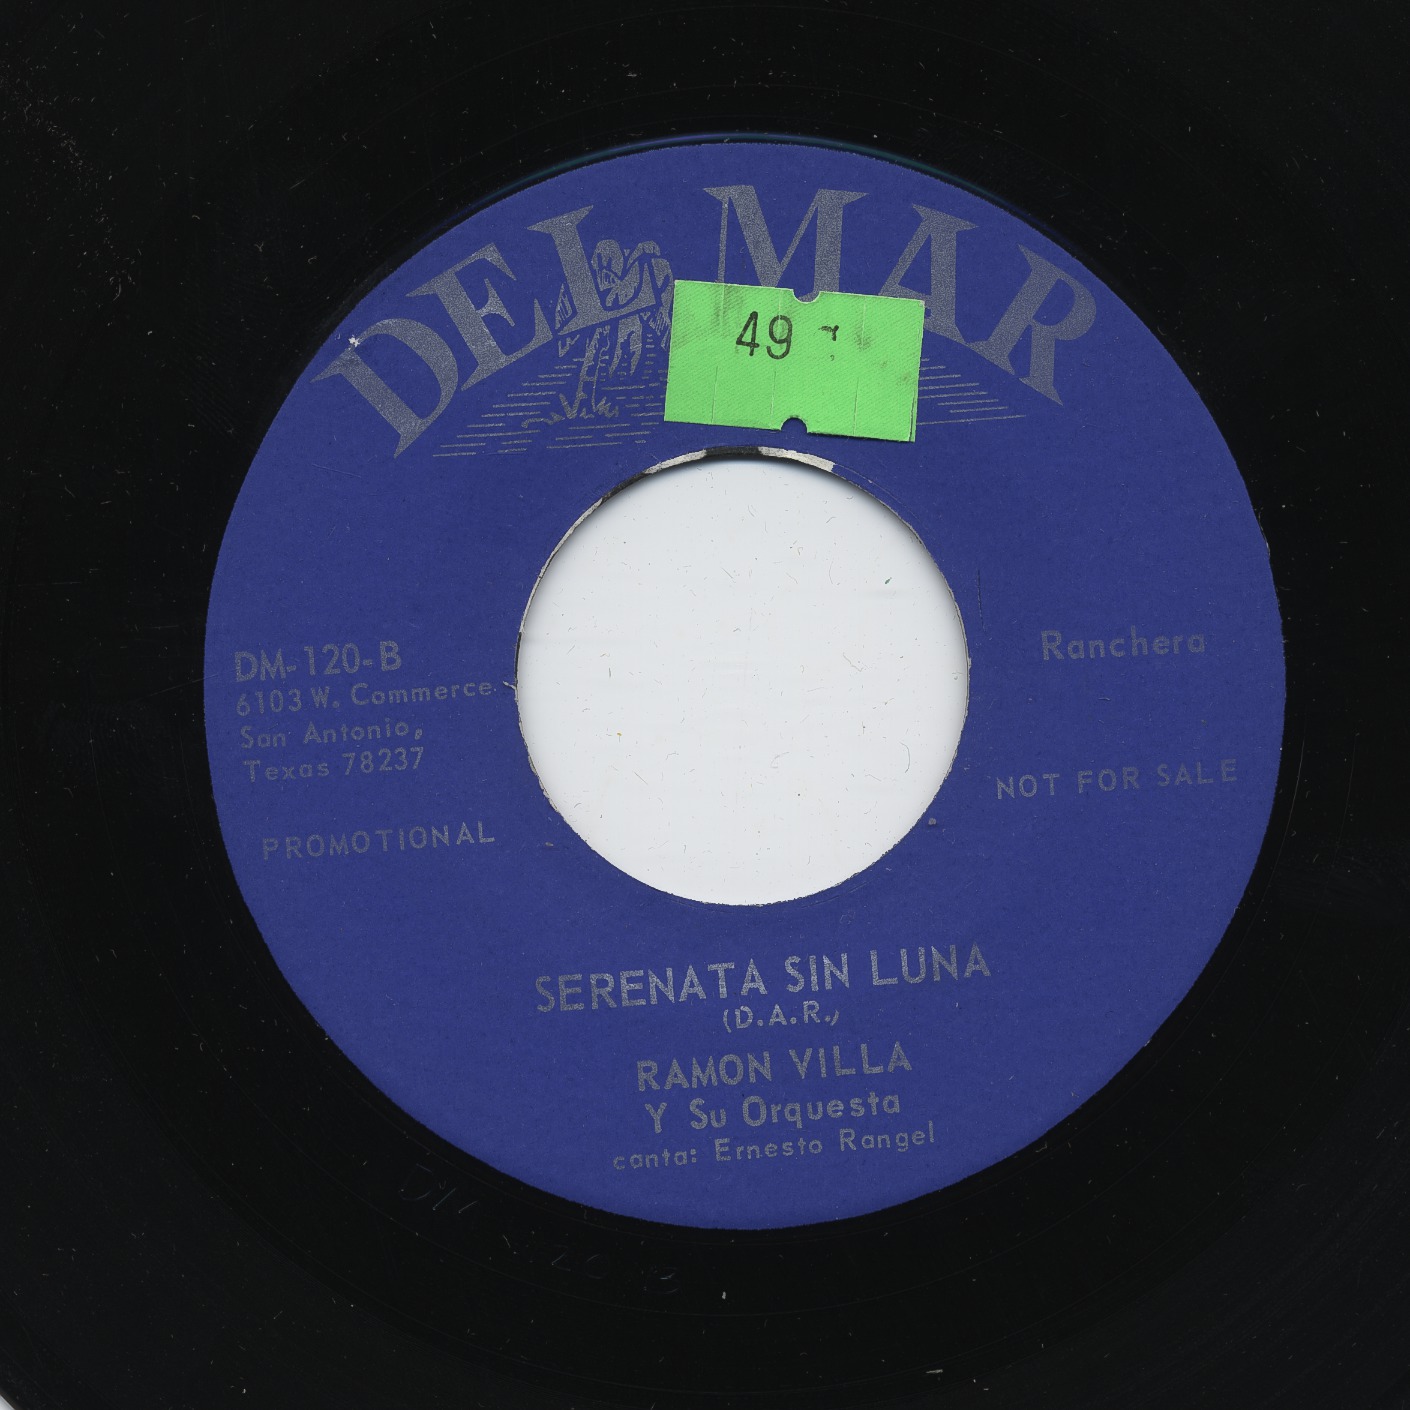 DEL MAR
49
DM-120-B
6103 W. Commerce
San Antonio,
Texas 78237
PROMOTIONAL
Ranchera
NOT FOR SALE
SERENATA SIN LUNA
(D.A.R.)
RAMON VILLA
Y Su Orquesta
canta: Ernesto Rangel